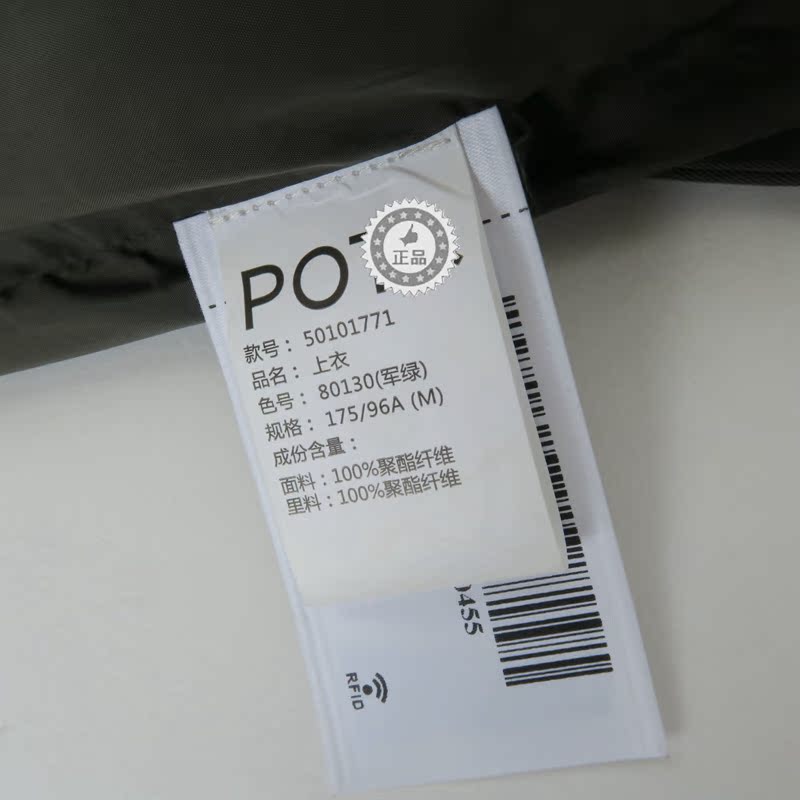 PO
正品
款号：50101771
品名：上衣
色号：80130(军绿)
规格：175/96A (M)
成份含量：
面料：100%聚酯纤维
里料：100%聚酯纤维
0455
RFID